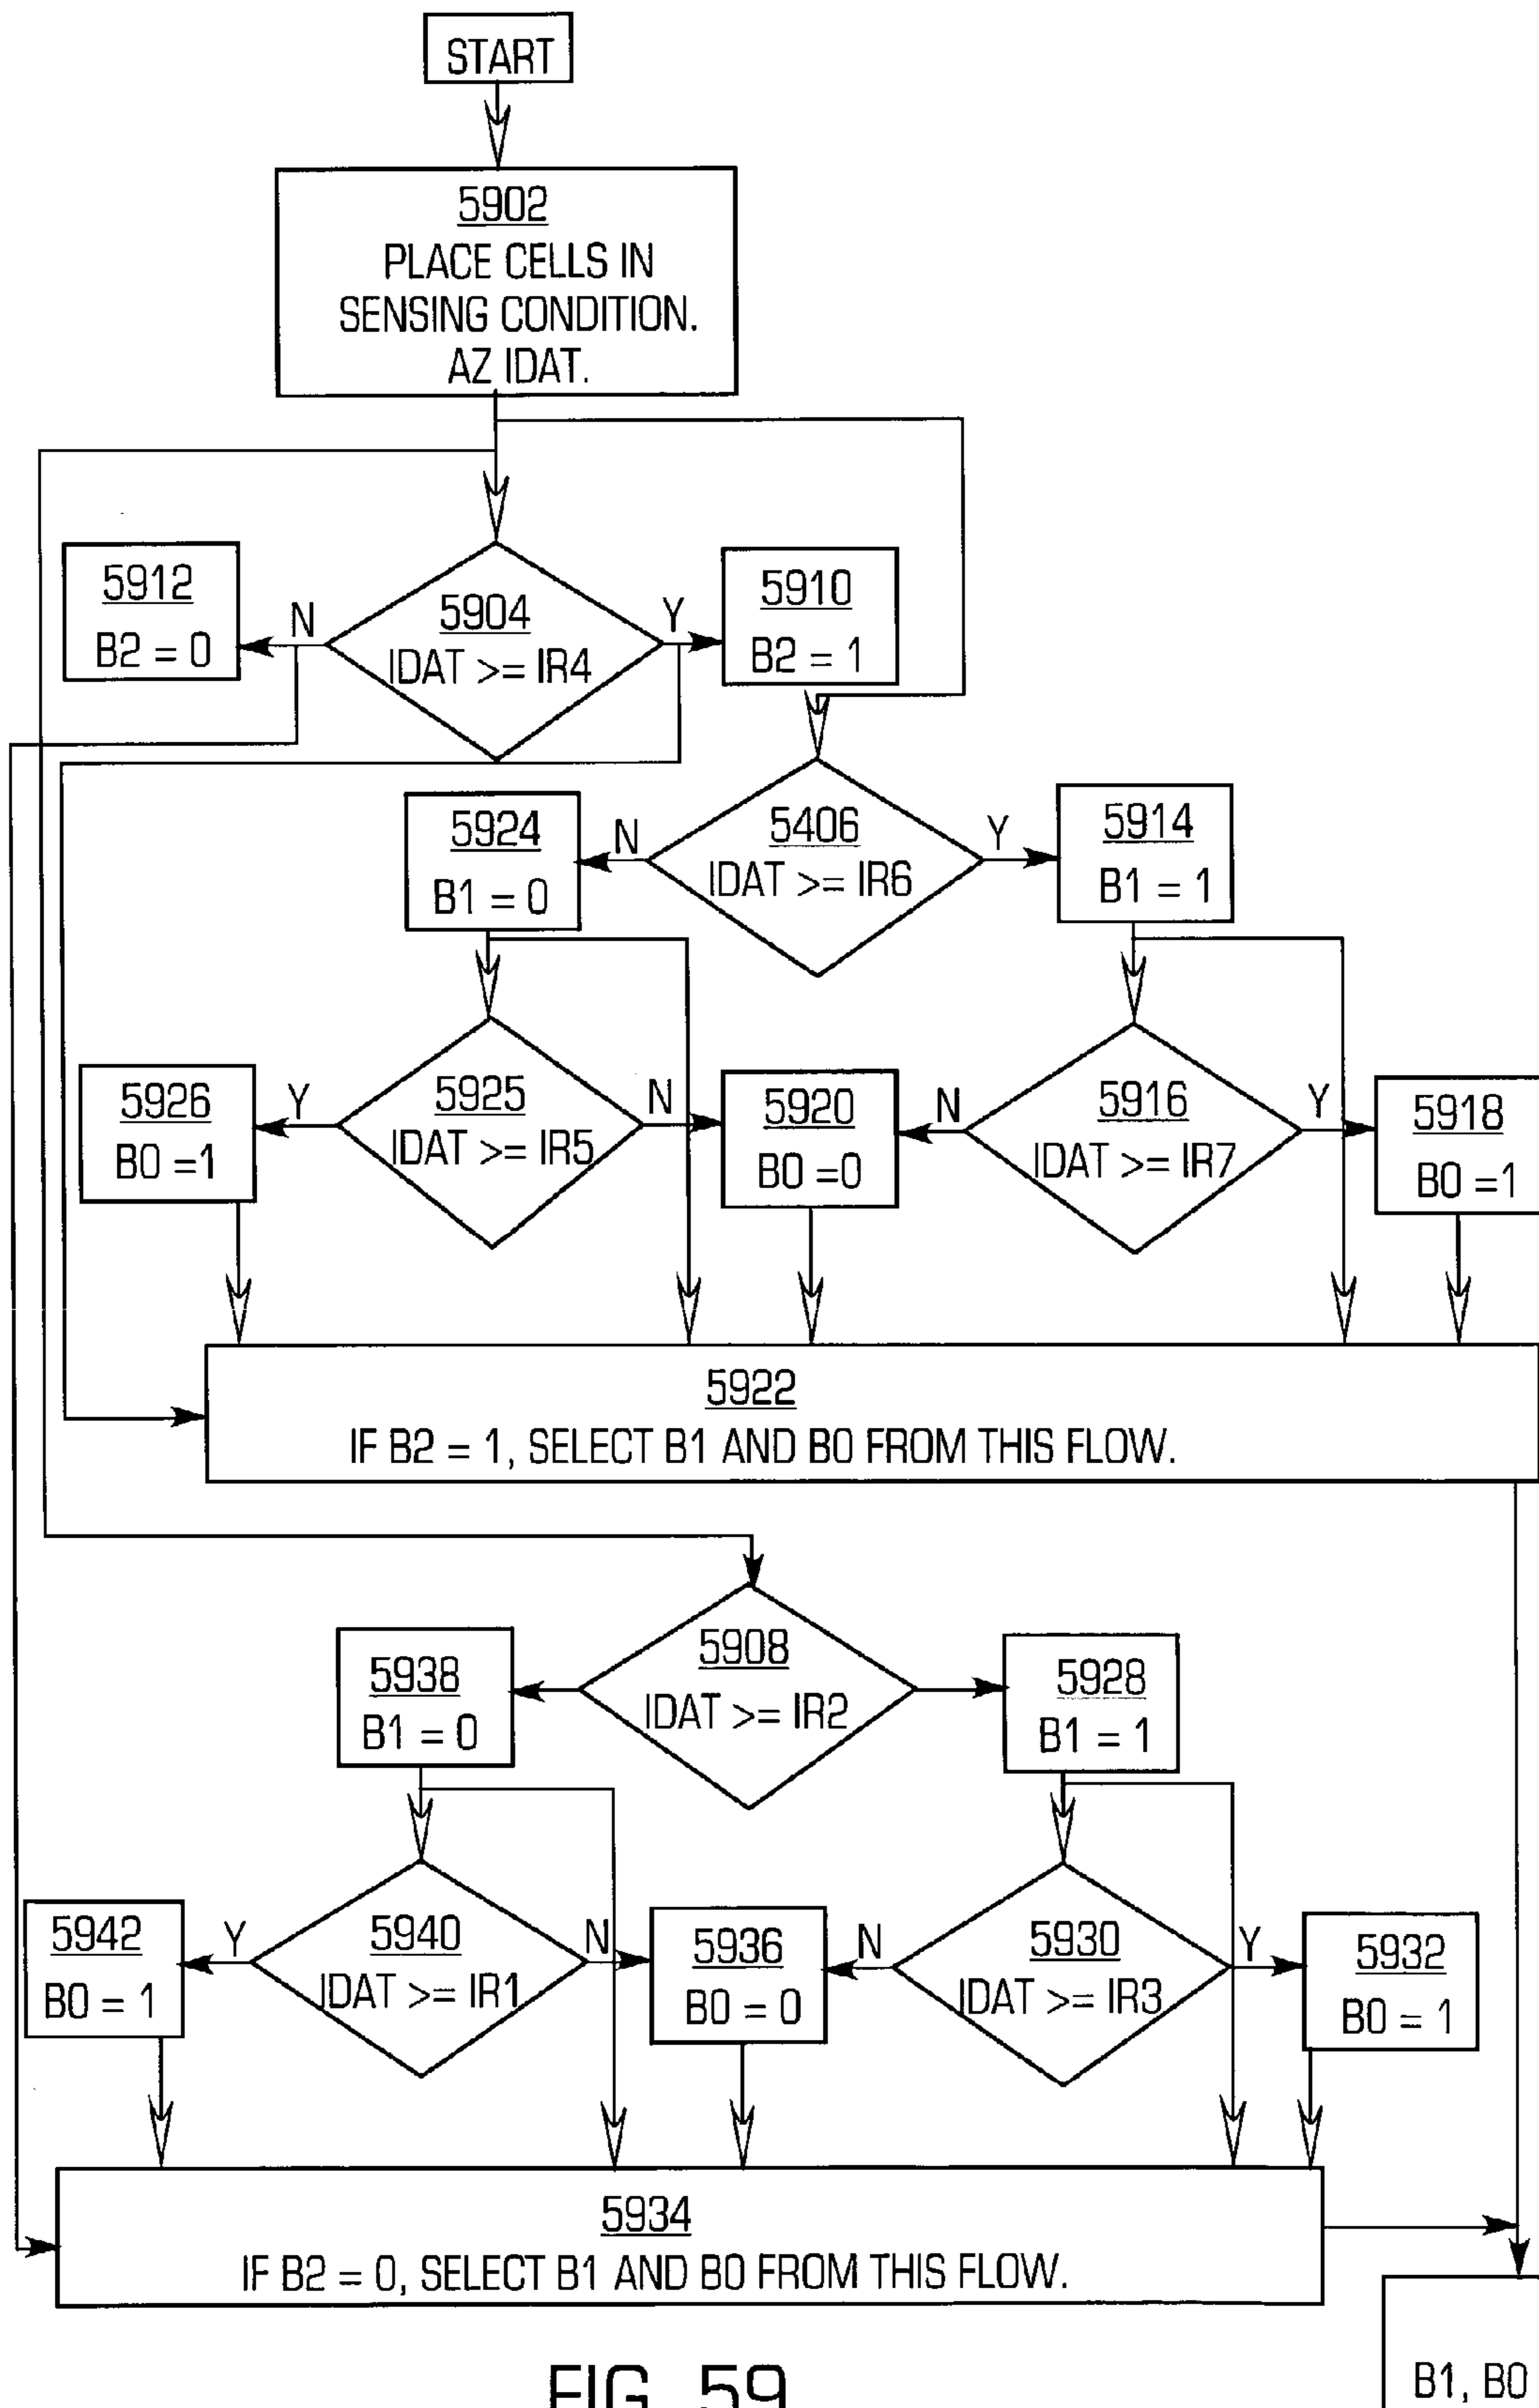 START
5902
PLACE CELLS IN
SENSING CONDITION.
AZ IDAT.
5912
B2 = 0
N
5904
IDAT >= IR4
Y
5910
B2 = 1
5924
B1 = 0
N
5406
IDAT >= IR6
Y
5914
B1 = 1
5926
B0 =1
Y
5925
IDAT >= IR5
N
5920
B0 =0
N
5916
IDAT >= IR7
Y
5918
B0 =1
5922
IF B2 = 1, SELECT B1 AND B0 FROM THIS FLOW.
5938
B1 = 0
5908
IDAT >= IR2
5928
B1 = 1
5942
B0 = 1
Y
5940
IDAT >= IR1
N
5936
B0 = 0
N
5930
IDAT >= IR3
Y
5932
B0 = 1
5934
IF B2 = 0, SELECT B1 AND B0 FROM THIS FLOW.
B1, B0
FIG. 59